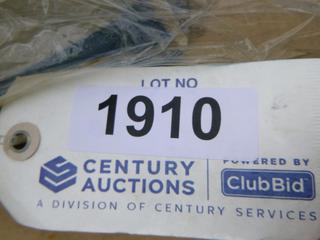 LOT NO
1910
CENTURY
AUCTIONS
POWERED BY
ClubBid
A DIVISION OF CENTURY SERVICES